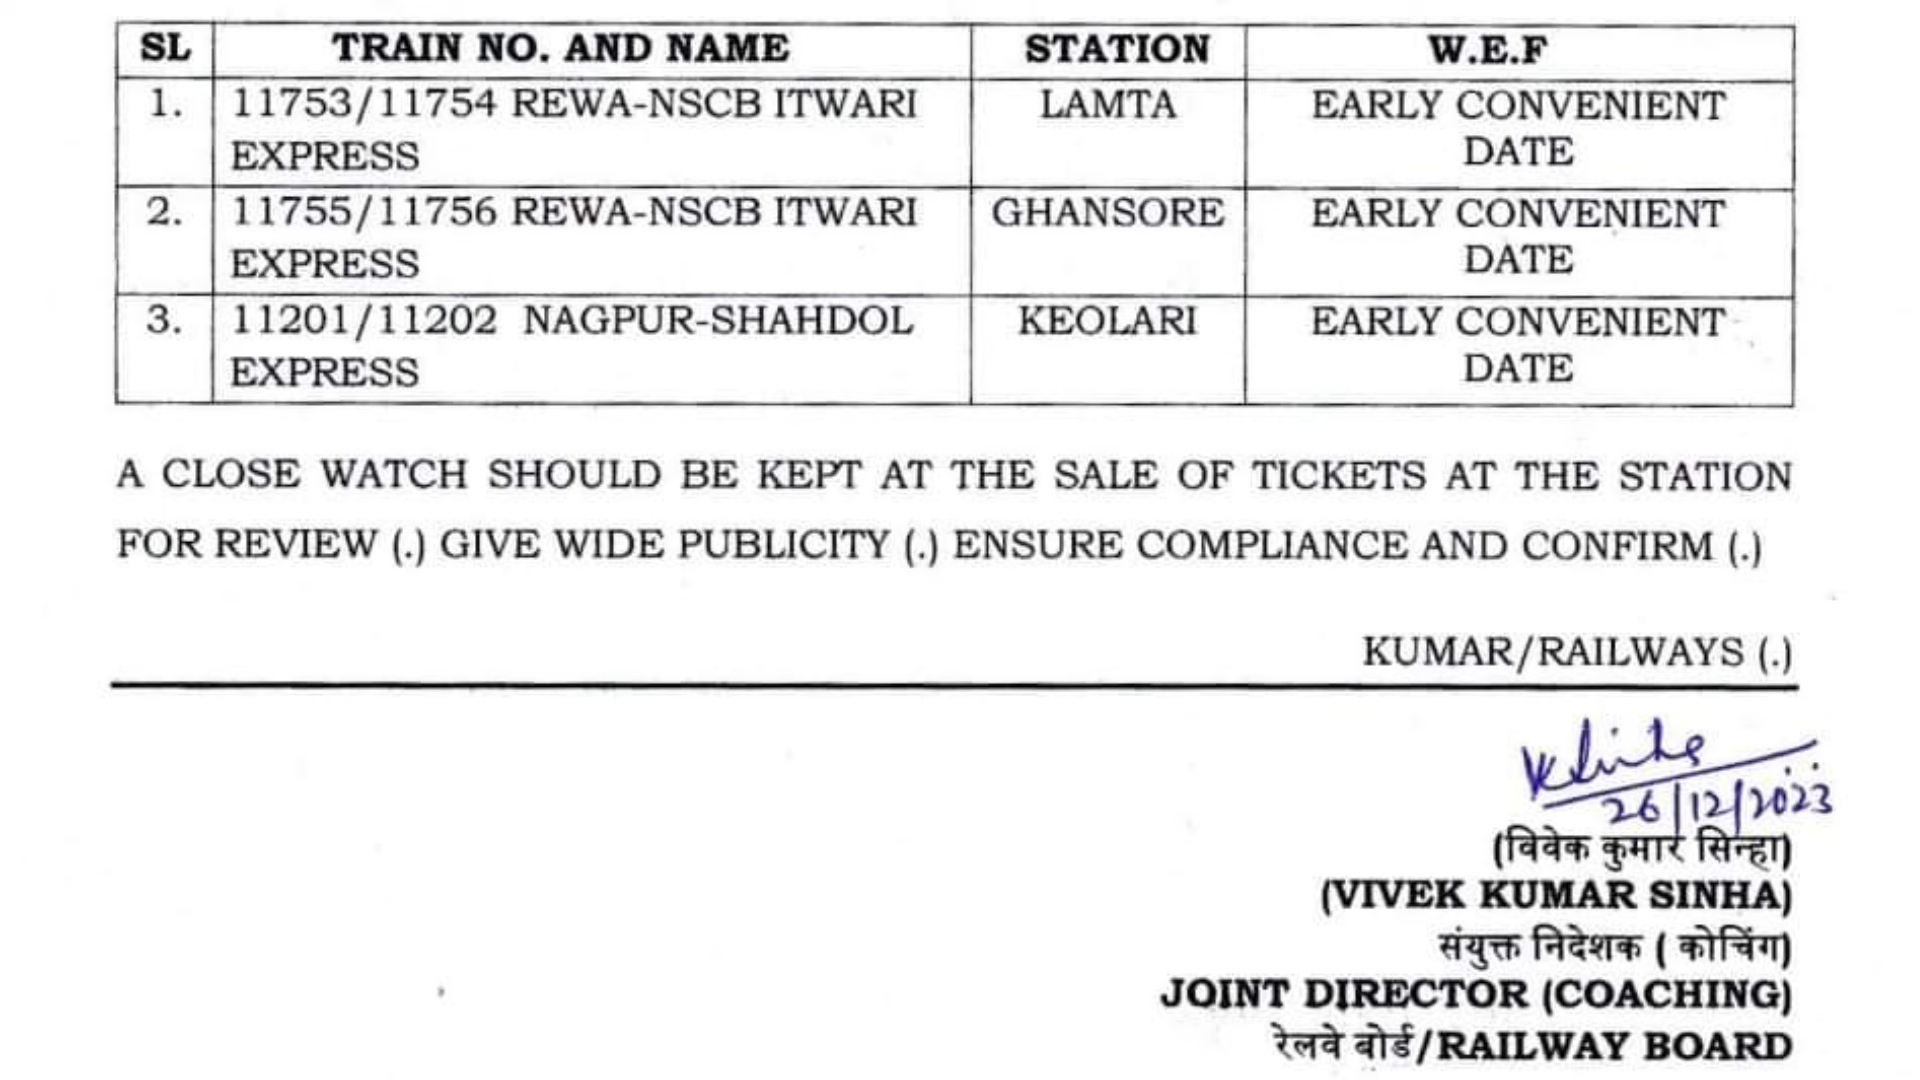 SL TRAIN NO. AND NAME STATION W.E.F
1. 11753/11754 REWA-NSCB ITWARI LAMTA EARLY CONVENIENT
EXPRESS DATE
2. 11755/11756 REWA-NSCB ITWARI GHANSORE EARLY CONVENIENT
EXPRESS DATE
3. 11201/11202 NAGPUR-SHAHDOL KEOLARI EARLY CONVENIENT
EXPRESS DATE
A CLOSE WATCH SHOULD BE KEPT AT THE SALE OF TICKETS AT THE STATION
FOR REVIEW (.) GIVE WIDE PUBLICITY (.) ENSURE COMPLIANCE AND CONFIRM (.)
KUMAR/RAILWAYS (.)
26/12/2023
(विवेक कुमार सिन्हा)
(VIVEK KUMAR SINHA)
संयुक्त निदेशक ( कोचिंग)
JOINT DIRECTOR (COACHING)
रेलवे बोर्ड/RAILWAY BOARD